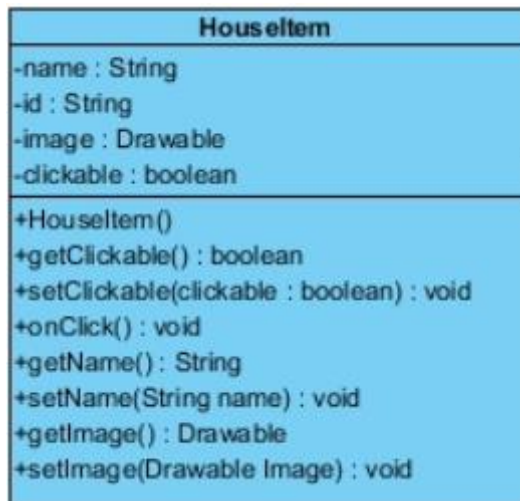 HouseItem
-name : String
-id : String
-image : Drawable
-clickable : boolean
+HouseItem()
+getClickable() : boolean
+setClickable(clickable : boolean) : void
+onClick() : void
+getName() : String
+setName(String name) : void
+getImage() : Drawable
+setImage(Drawable Image) : void